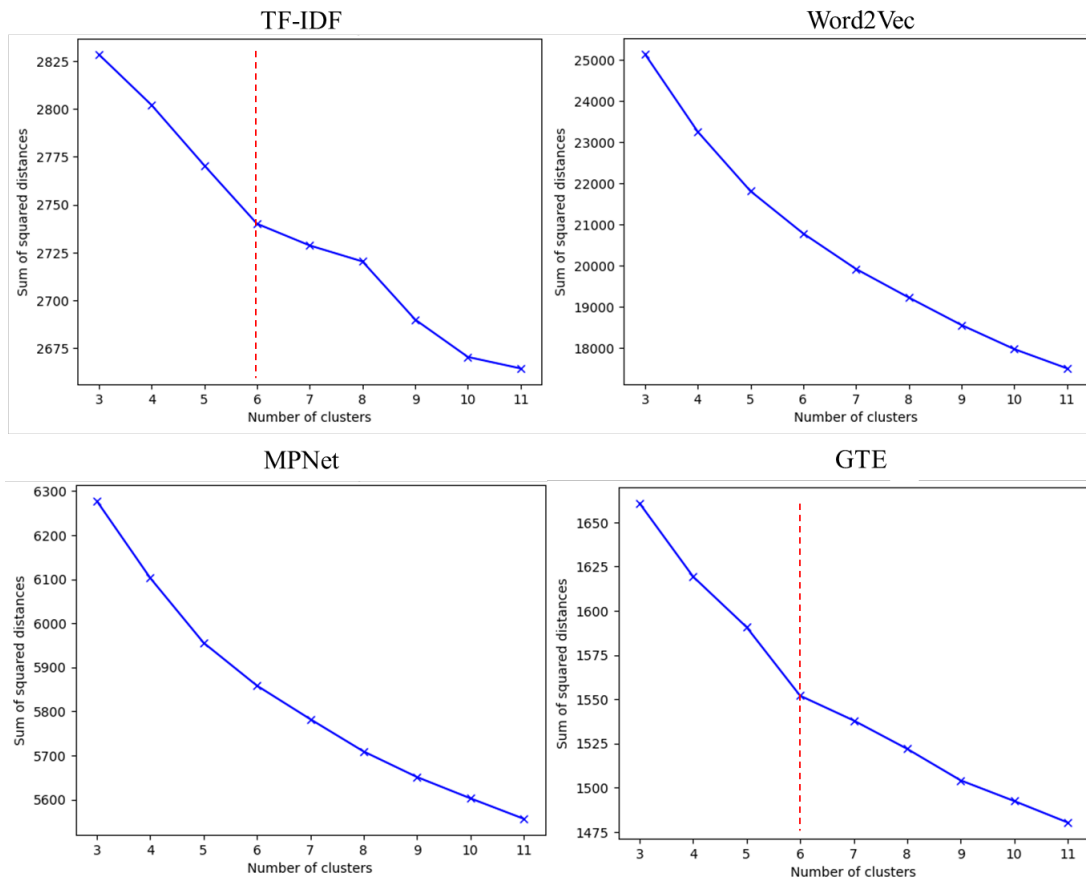 TF-IDF
Sum of squared distances
2825
2800
2775
2750
2725
2700
2675
3 4 5 6 7 8 9 10 11
Number of clusters
Word2Vec
Sum of squared distances
25000
24000
23000
22000
21000
20000
19000
18000
3 4 5 6 7 8 9 10 11
Number of clusters
MPNet
Sum of squared distances
6300
6200
6100
6000
5900
5800
5700
5600
3 4 5 6 7 8 9 10 11
Number of clusters
GTE
Sum of squared distances
1650
1625
1600
1575
1550
1525
1500
1475
3 4 5 6 7 8 9 10 11
Number of clusters